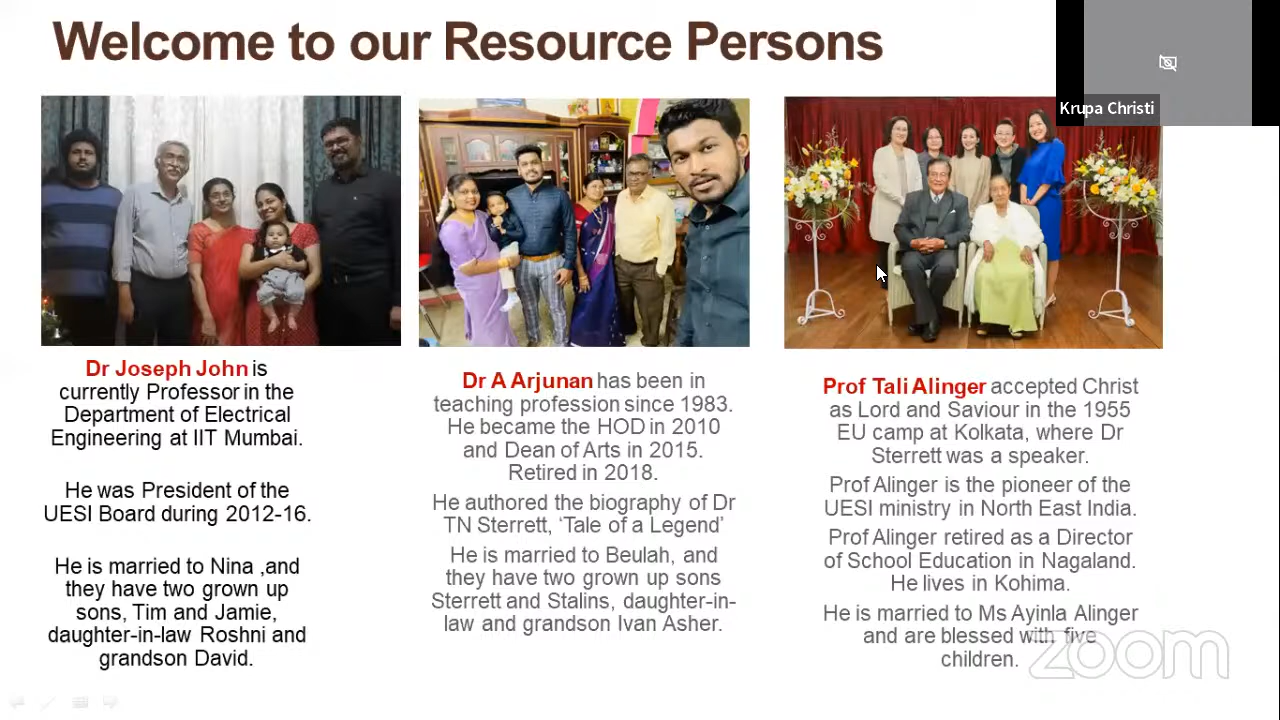 Welcome to our Resource Persons
Krupa Christi
Dr Joseph John is
currently Professor in the
Department of Electrical
Engineering at IIT Mumbai.
He was President of the
UESI Board during 2012-16.
He is married to Nina ,and
they have two grown up
sons, Tim and Jamie,
daughter-in-law Roshni and
grandson David.
Dr A Arjunan has been in
teaching profession since 1983.
He became the HOD in 2010
and Dean of Arts in 2015.
Retired in 2018.
He authored the biography of Dr
TN Sterrett, ‘Tale of a Legend’
He is married to Beulah, and
they have two grown up sons
Sterrett and Stalins, daughter-in-
law and grandson Ivan Asher.
Prof Tali Alinger accepted Christ
as Lord and Saviour in the 1955
EU camp at Kolkata, where Dr
Sterrett was a speaker.
Prof Alinger is the pioneer of the
UESI ministry in North East India.
Prof Alinger retired as a Director
of School Education in Nagaland.
He lives in Kohima.
He is married to Ms Ayinla Alinger
and are blessed with five
children.
zoom